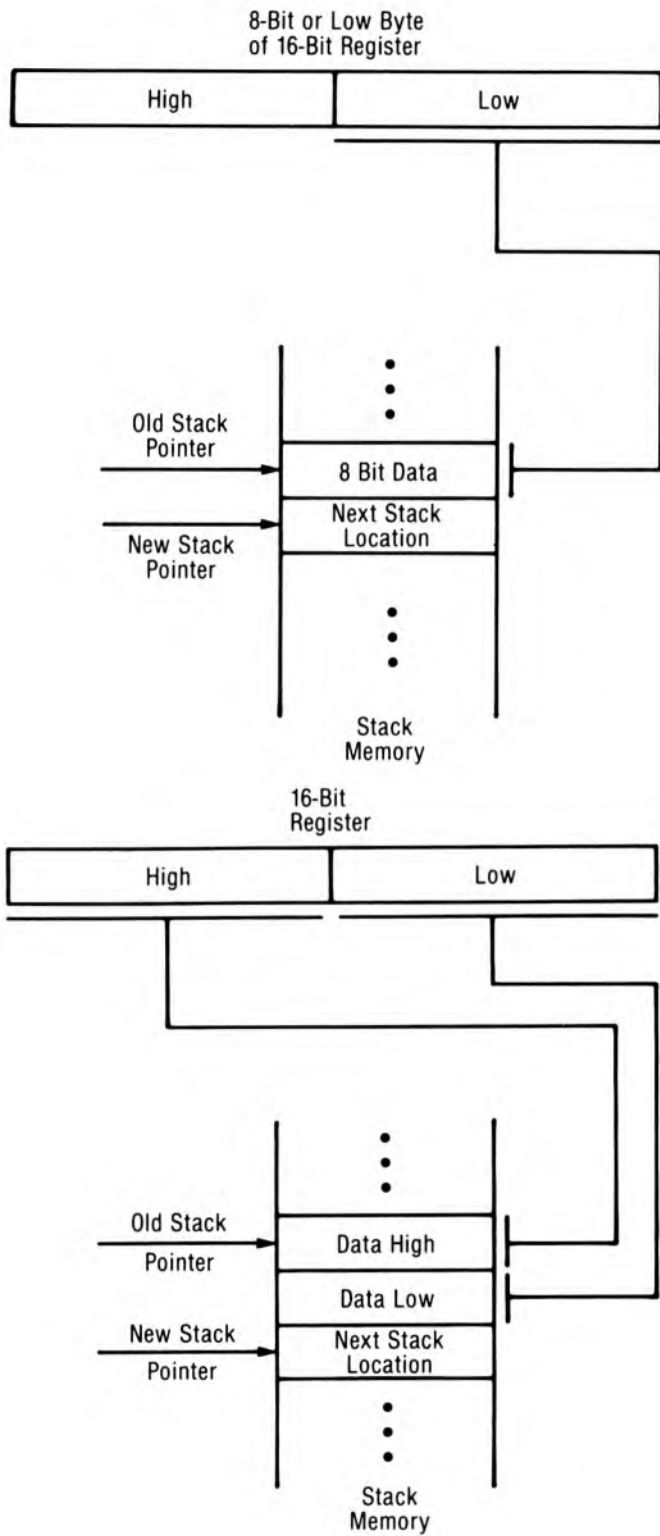 8-Bit or Low Byte
of 16-Bit Register
High Low
Old Stack
Pointer
8 Bit Data
New Stack
Pointer
Next Stack
Location
Stack
Memory
16-Bit
Register
High Low
Old Stack
Pointer
Data High
Data Low
New Stack
Pointer
Next Stack
Location
Stack
Memory